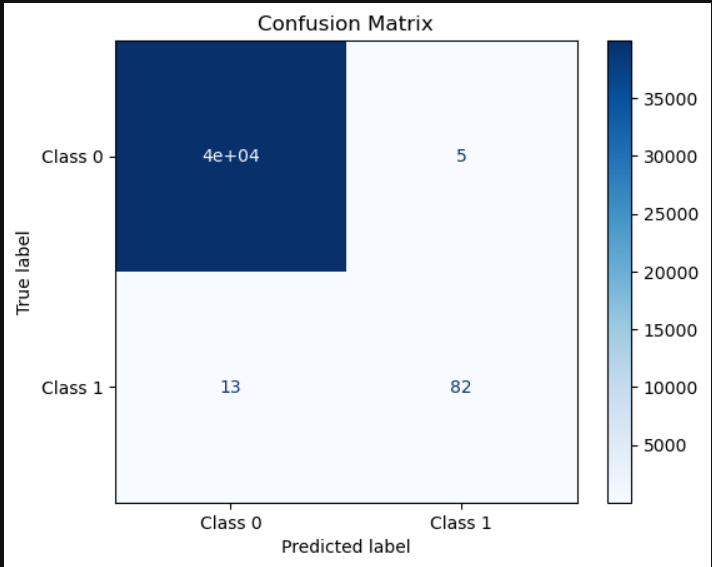 Confusion Matrix
Class 0
4e+04
5
Class 1
13
82
Class 0
Class 1
Predicted label
True label
35000
30000
25000
20000
15000
10000
5000